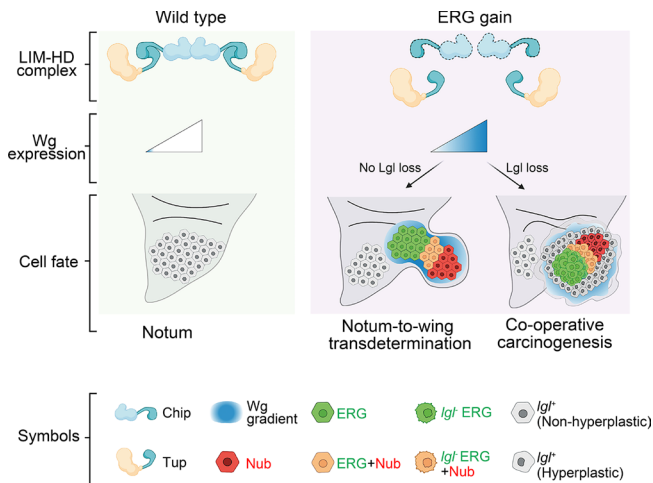 Wild type
ERG gain
LIM-HD
complex
Wg
expression
No Lgl loss
Lgl loss
Cell fate
Notum
Notum-to-wing
transdetermination
Co-operative
carcinogenesis
Symbols
Chip
Wg
gradient
ERG
lgl- ERG
lgl+
(Non-hyperplastic)
Tup
Nub
ERG+Nub
lgl- ERG
+Nub
lgl+
(Hyperplastic)